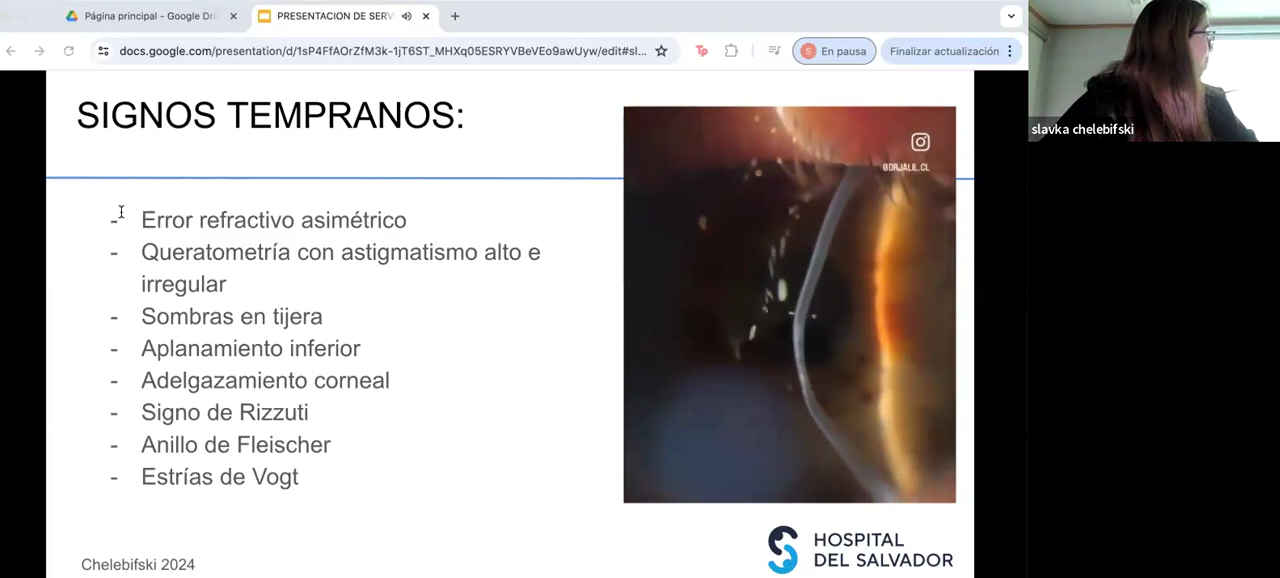 Página principal - Google Dri
PRESENTACION DE SERV
docs.google.com/presentation/d/1sP4FfAOrZfM3k-1jT6ST_MHXq05ESRYVBeVEo9awUyw/edit#sl...
Tp
S En pausa
Finalizar actualización
SIGNOS TEMPRANOS:
@DRJALIL.CL
slavka chelebifski
- Error refractivo asimétrico
- Queratometría con astigmatismo alto e
irregular
- Sombras en tijera
- Aplanamiento inferior
- Adelgazamiento corneal
- Signo de Rizzuti
- Anillo de Fleischer
- Estrías de Vogt
Chelebifski 2024
HOSPITAL
DEL SALVADOR